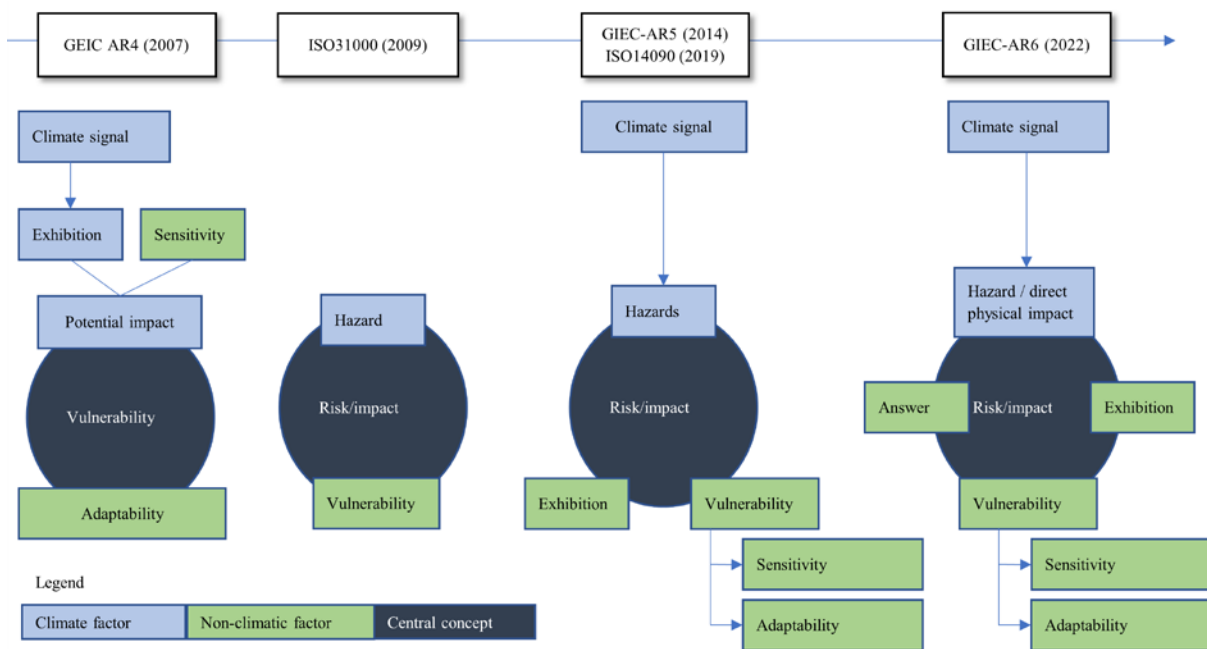 GEIC AR4 (2007)
ISO31000 (2009)
GIEC-AR5 (2014)
ISO14090 (2019)
GIEC-AR6 (2022)
Climate signal
Exhibition
Sensitivity
Potential impact
Vulnerability
Adaptability
Hazard
Risk/impact
Vulnerability
Climate signal
Hazards
Risk/impact
Exhibition
Vulnerability
Sensitivity
Adaptability
Climate signal
Hazard / direct
physical impact
Answer
Risk/impact
Exhibition
Vulnerability
Sensitivity
Adaptability
Legend
Climate factor
Non-climatic factor
Central concept